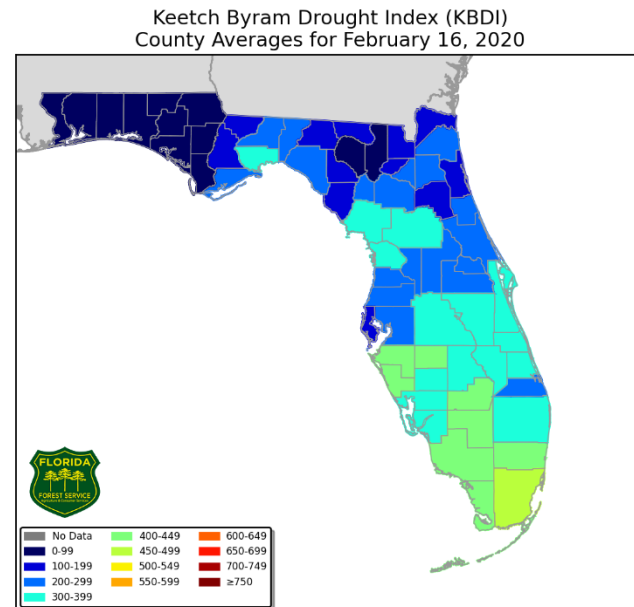 Keetch Byram Drought Index (KBDI)
County Averages for February 16, 2020
FLORIDA
FOREST SERVICE
No Data
0-99
100-199
200-299
300-399
400-449
450-499
500-549
550-599
600-649
650-699
700-749
≥750